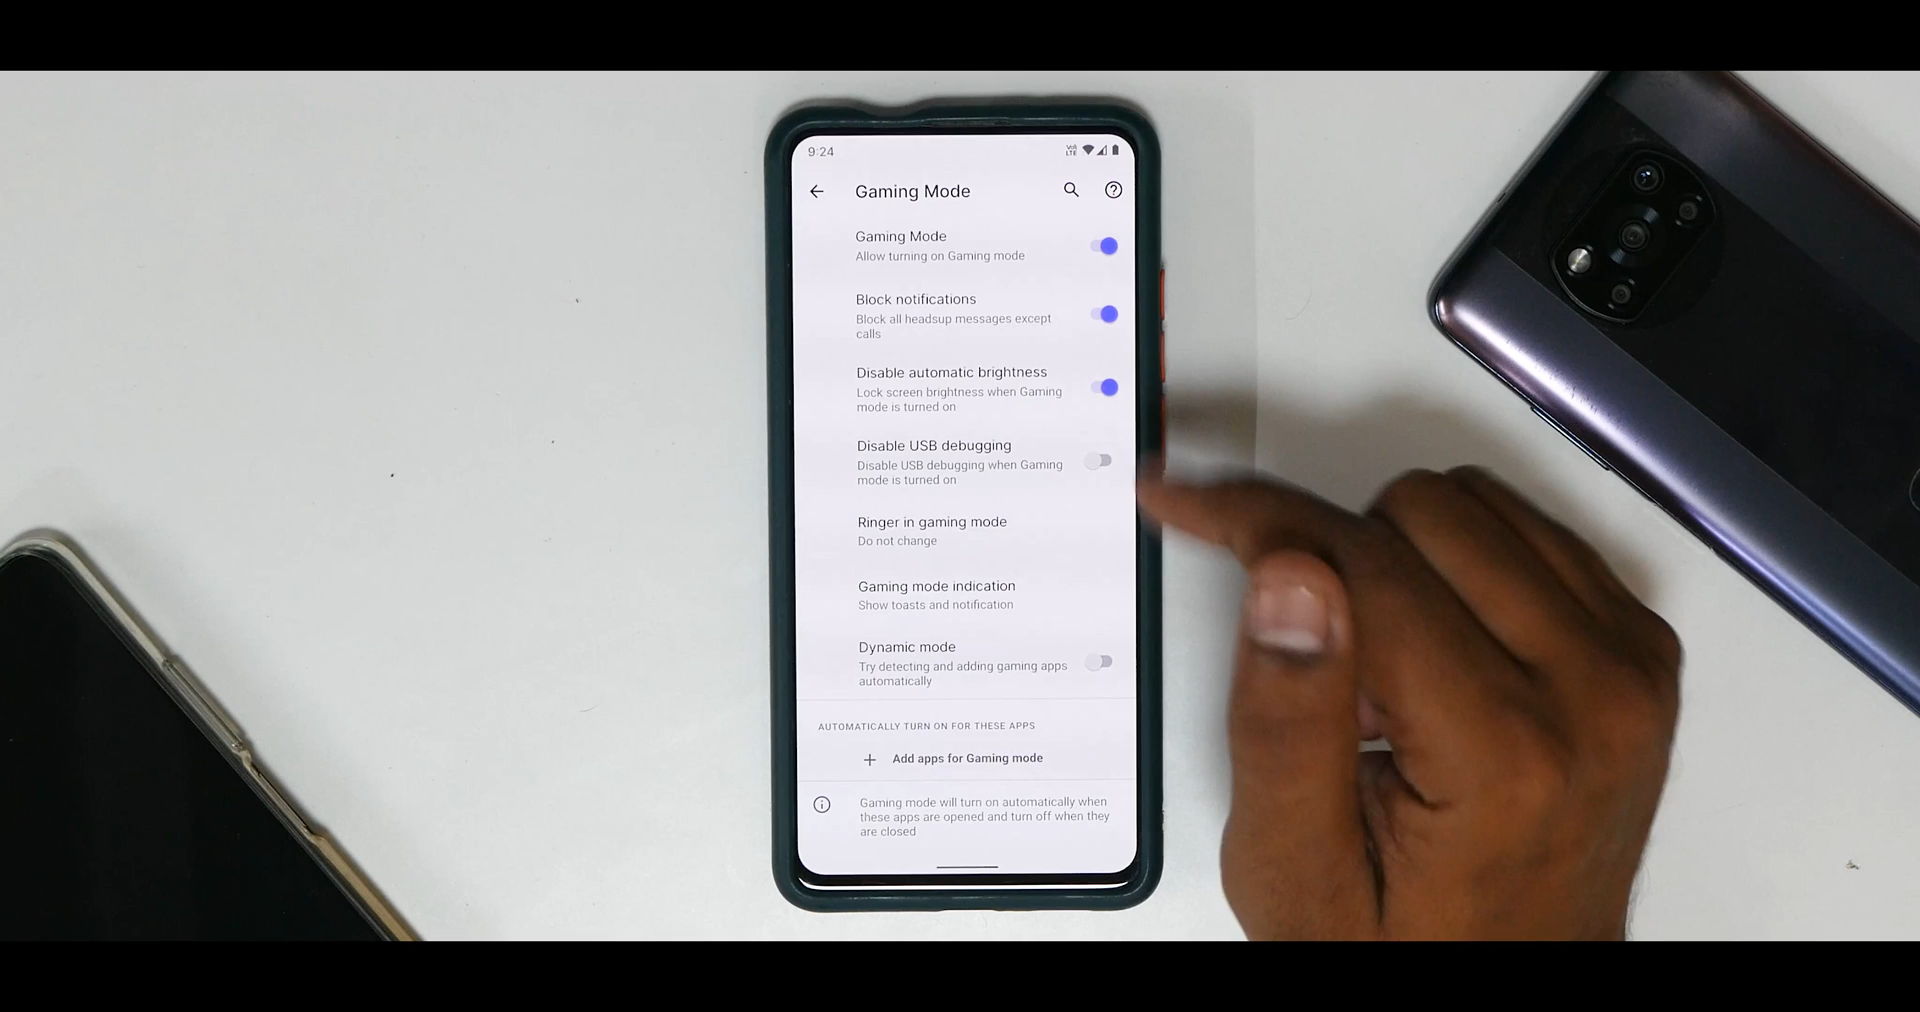 9:24
Vo)
LTE
Gaming Mode
Gaming Mode
Allow turning on Gaming mode
Block notifications
Block all headsup messages except
calls
Disable automatic brightness
Lock screen brightness when Gaming
mode is turned on
Disable USB debugging
Disable USB debugging when Gaming
mode is turned on
Ringer in gaming mode
Do not change
Gaming mode indication
Show toasts and notification
Dynamic mode
Try detecting and adding gaming apps
automatically
AUTOMATICALLY TURN ON FOR THESE APPS
+ Add apps for Gaming mode
Gaming mode will turn on automatically when
these apps are opened and turn off when they
are closed